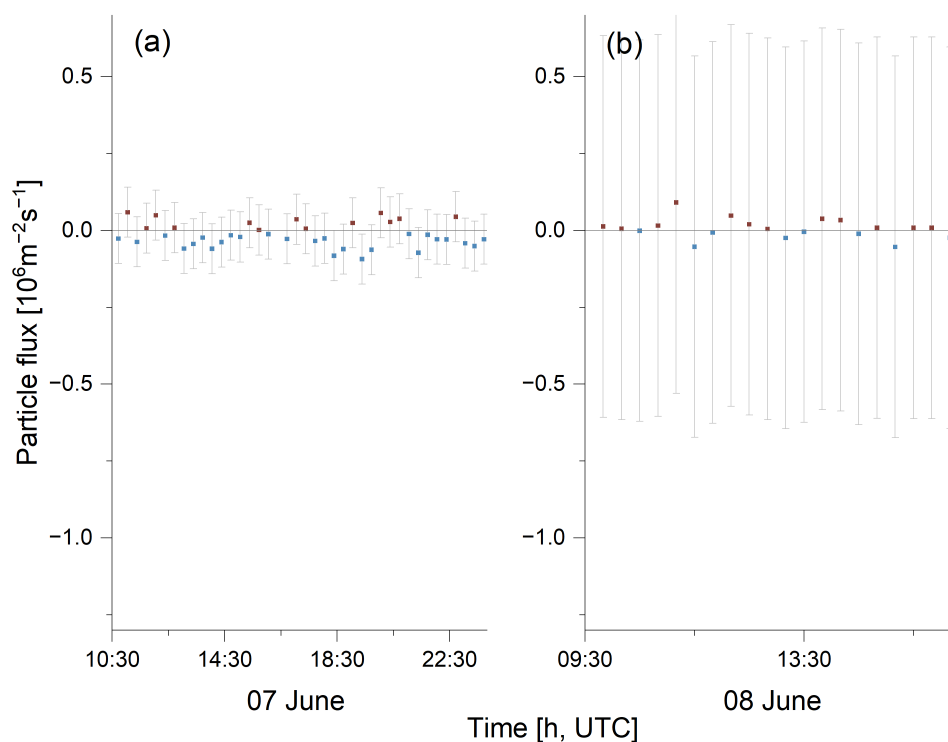 (a)
(b)
0.5
0.0
−0.5
−1.0
Particle flux [10⁶m⁻²s⁻¹]
10:30
14:30
18:30
22:30
07 June
0.5
0.0
−0.5
−1.0
09:30
13:30
08 June
Time [h, UTC]